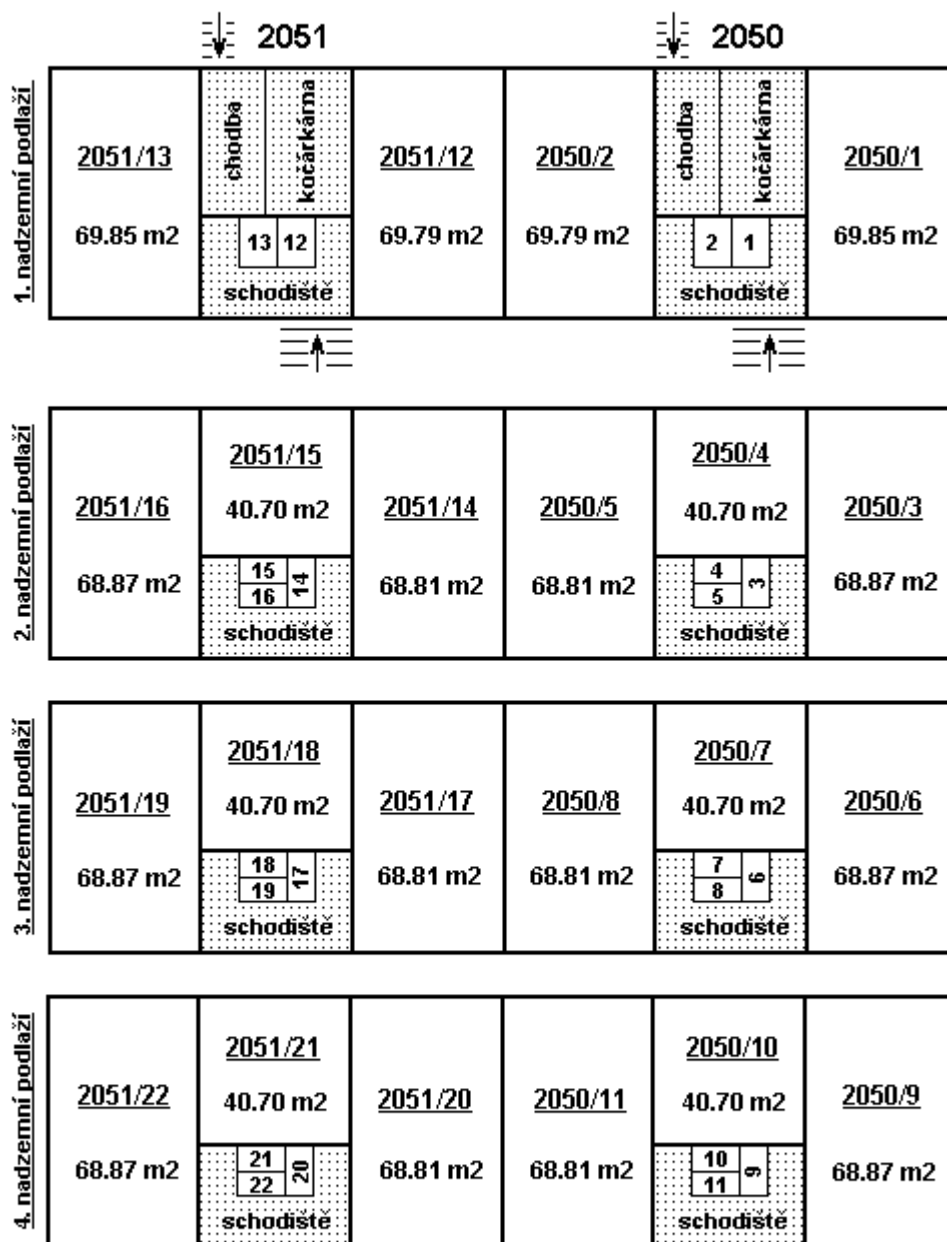 2051
2050
1. nadzemní podlaží
2051/13
69.85 m2
chodba
kočárkárna
13
12
schodiště
2051/12
69.79 m2
2050/2
69.79 m2
chodba
kočárkárna
2
1
schodiště
2050/1
69.85 m2
2. nadzemní podlaží
2051/16
68.87 m2
2051/15
40.70 m2
15
16
14
schodiště
2051/14
68.81 m2
2050/5
68.81 m2
2050/4
40.70 m2
4
5
3
schodiště
2050/3
68.87 m2
3. nadzemní podlaží
2051/19
68.87 m2
2051/18
40.70 m2
18
19
17
schodiště
2051/17
68.81 m2
2050/8
68.81 m2
2050/7
40.70 m2
7
8
6
schodiště
2050/6
68.87 m2
4. nadzemní podlaží
2051/22
68.87 m2
2051/21
40.70 m2
21
22
20
schodiště
2051/20
68.81 m2
2050/11
68.81 m2
2050/10
40.70 m2
10
11
9
schodiště
2050/9
68.87 m2